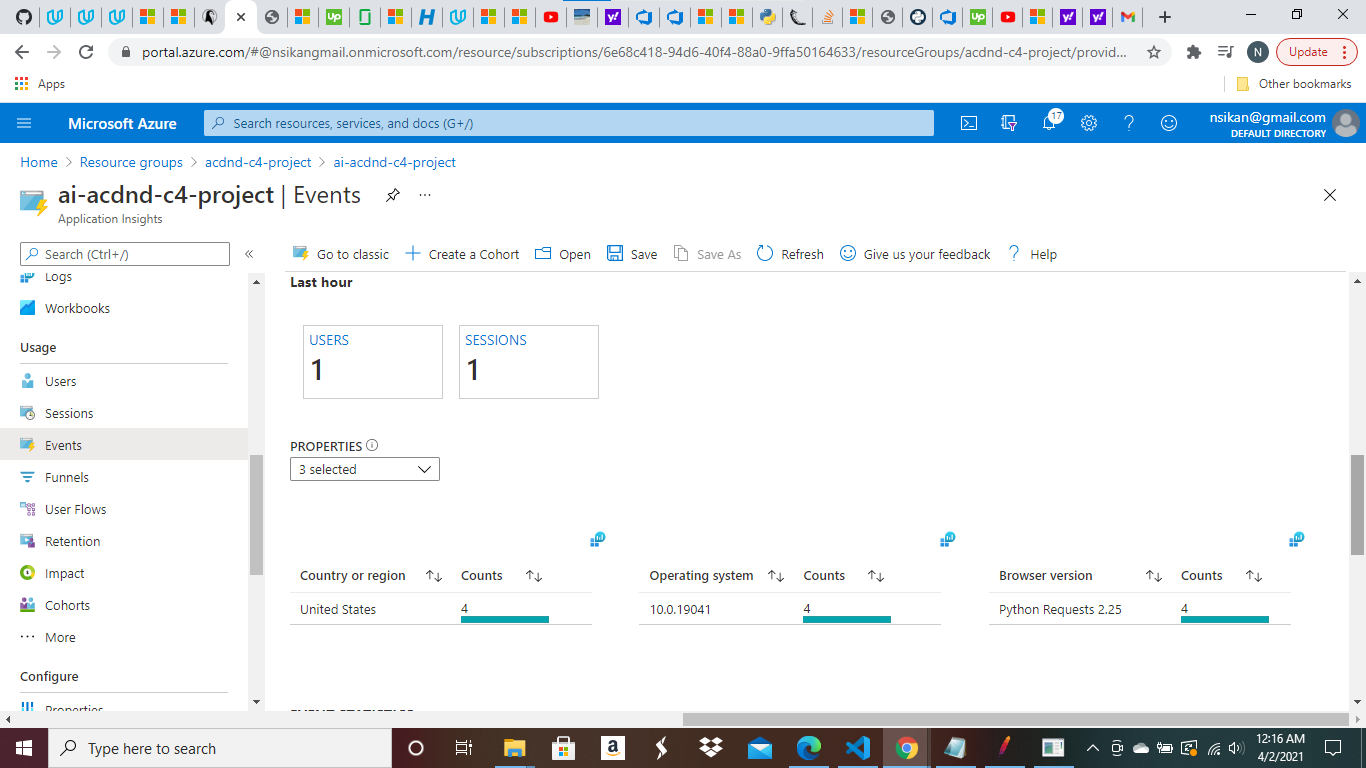 portal.azure.com/#@nsikangmail.onmicrosoft.com/resource/subscriptions/6e68c418-94d6-40f4-88a0-9ffa50164633/resourceGroups/acdnd-c4-project/provid...
N
Update
Apps
Other bookmarks
Microsoft Azure
Search resources, services, and docs (G+/)
17
nsikan@gmail.com
DEFAULT DIRECTORY
Home > Resource groups > acdnd-c4-project > ai-acdnd-c4-project
ai-acdnd-c4-project | Events
Application Insights
Search (Ctrl+/)
Logs
Workbooks
Usage
Users
Sessions
Events
Funnels
User Flows
Retention
Impact
Cohorts
More
Configure
Properties
Go to classic
Create a Cohort
Open
Save
Save As
Refresh
Give us your feedback
Help
Last hour
USERS
1
SESSIONS
1
PROPERTIES
3 selected
Country or region Counts
United States 4
Operating system Counts
10.0.19041 4
Browser version Counts
Python Requests 2.25 4
EVENT STATISTICS
Type here to search
12:16 AM
4/2/2021